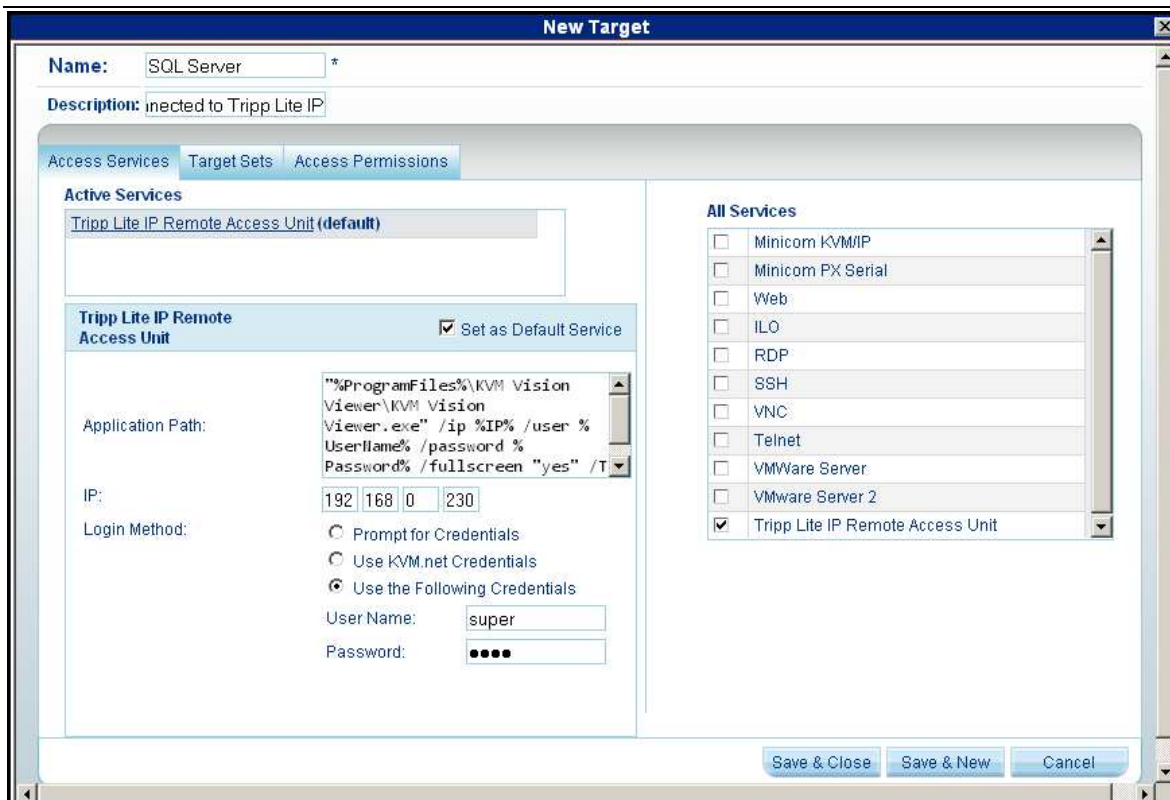 New Target
Name: SQL Server *
Description: nnected to Tripp Lite IP
Access Services Target Sets Access Permissions
Active Services
Tripp Lite IP Remote Access Unit (default)
Tripp Lite IP Remote
Access Unit
Set as Default Service
Application Path:
"%ProgramFiles%\KVM Vision
Viewer\KVM Vision
Viewer.exe" /ip %IP% /user %
UserName% /password %
Password% /fullscreen "yes" /T
IP: 192 168 0 230
Login Method:
Prompt for Credentials
Use KVM.net Credentials
Use the Following Credentials
User Name: super
Password: ••••
All Services
Minicom KVM/IP
Minicom PX Serial
Web
ILO
RDP
SSH
VNC
Telnet
VMWare Server
VMware Server 2
Tripp Lite IP Remote Access Unit
Save & Close Save & New Cancel